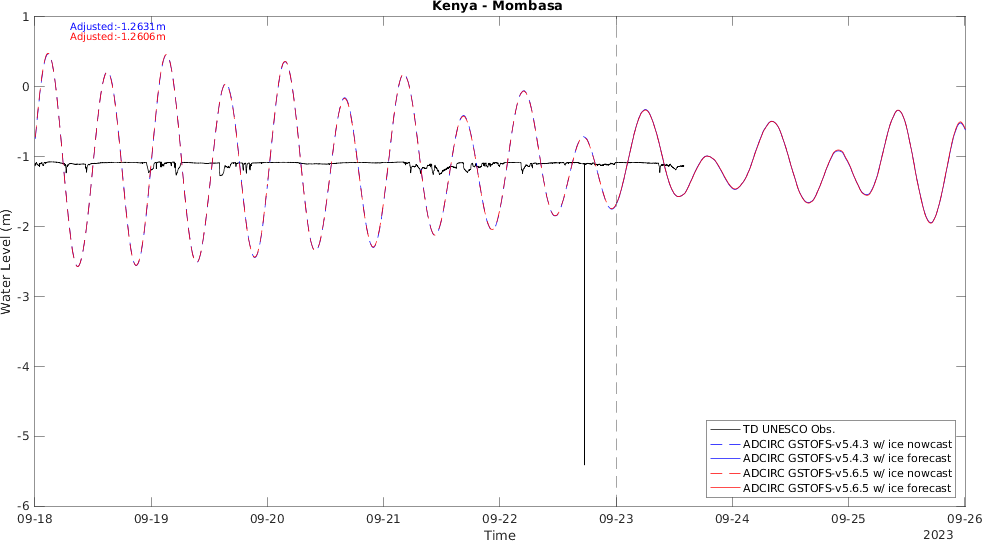 Kenya - Mombasa
Adjusted:-1.2631m
Adjusted:-1.2606m
1
0
-1
-2
-3
-4
-5
-6
Water Level (m)
TD UNESCO Obs.
ADCIRC GSTOFS-v5.4.3 w/ ice nowcast
ADCIRC GSTOFS-v5.4.3 w/ ice forecast
ADCIRC GSTOFS-v5.6.5 w/ ice nowcast
ADCIRC GSTOFS-v5.6.5 w/ ice forecast
09-18 09-19 09-20 09-21 09-22 09-23 09-24 09-25 09-26
Time
2023